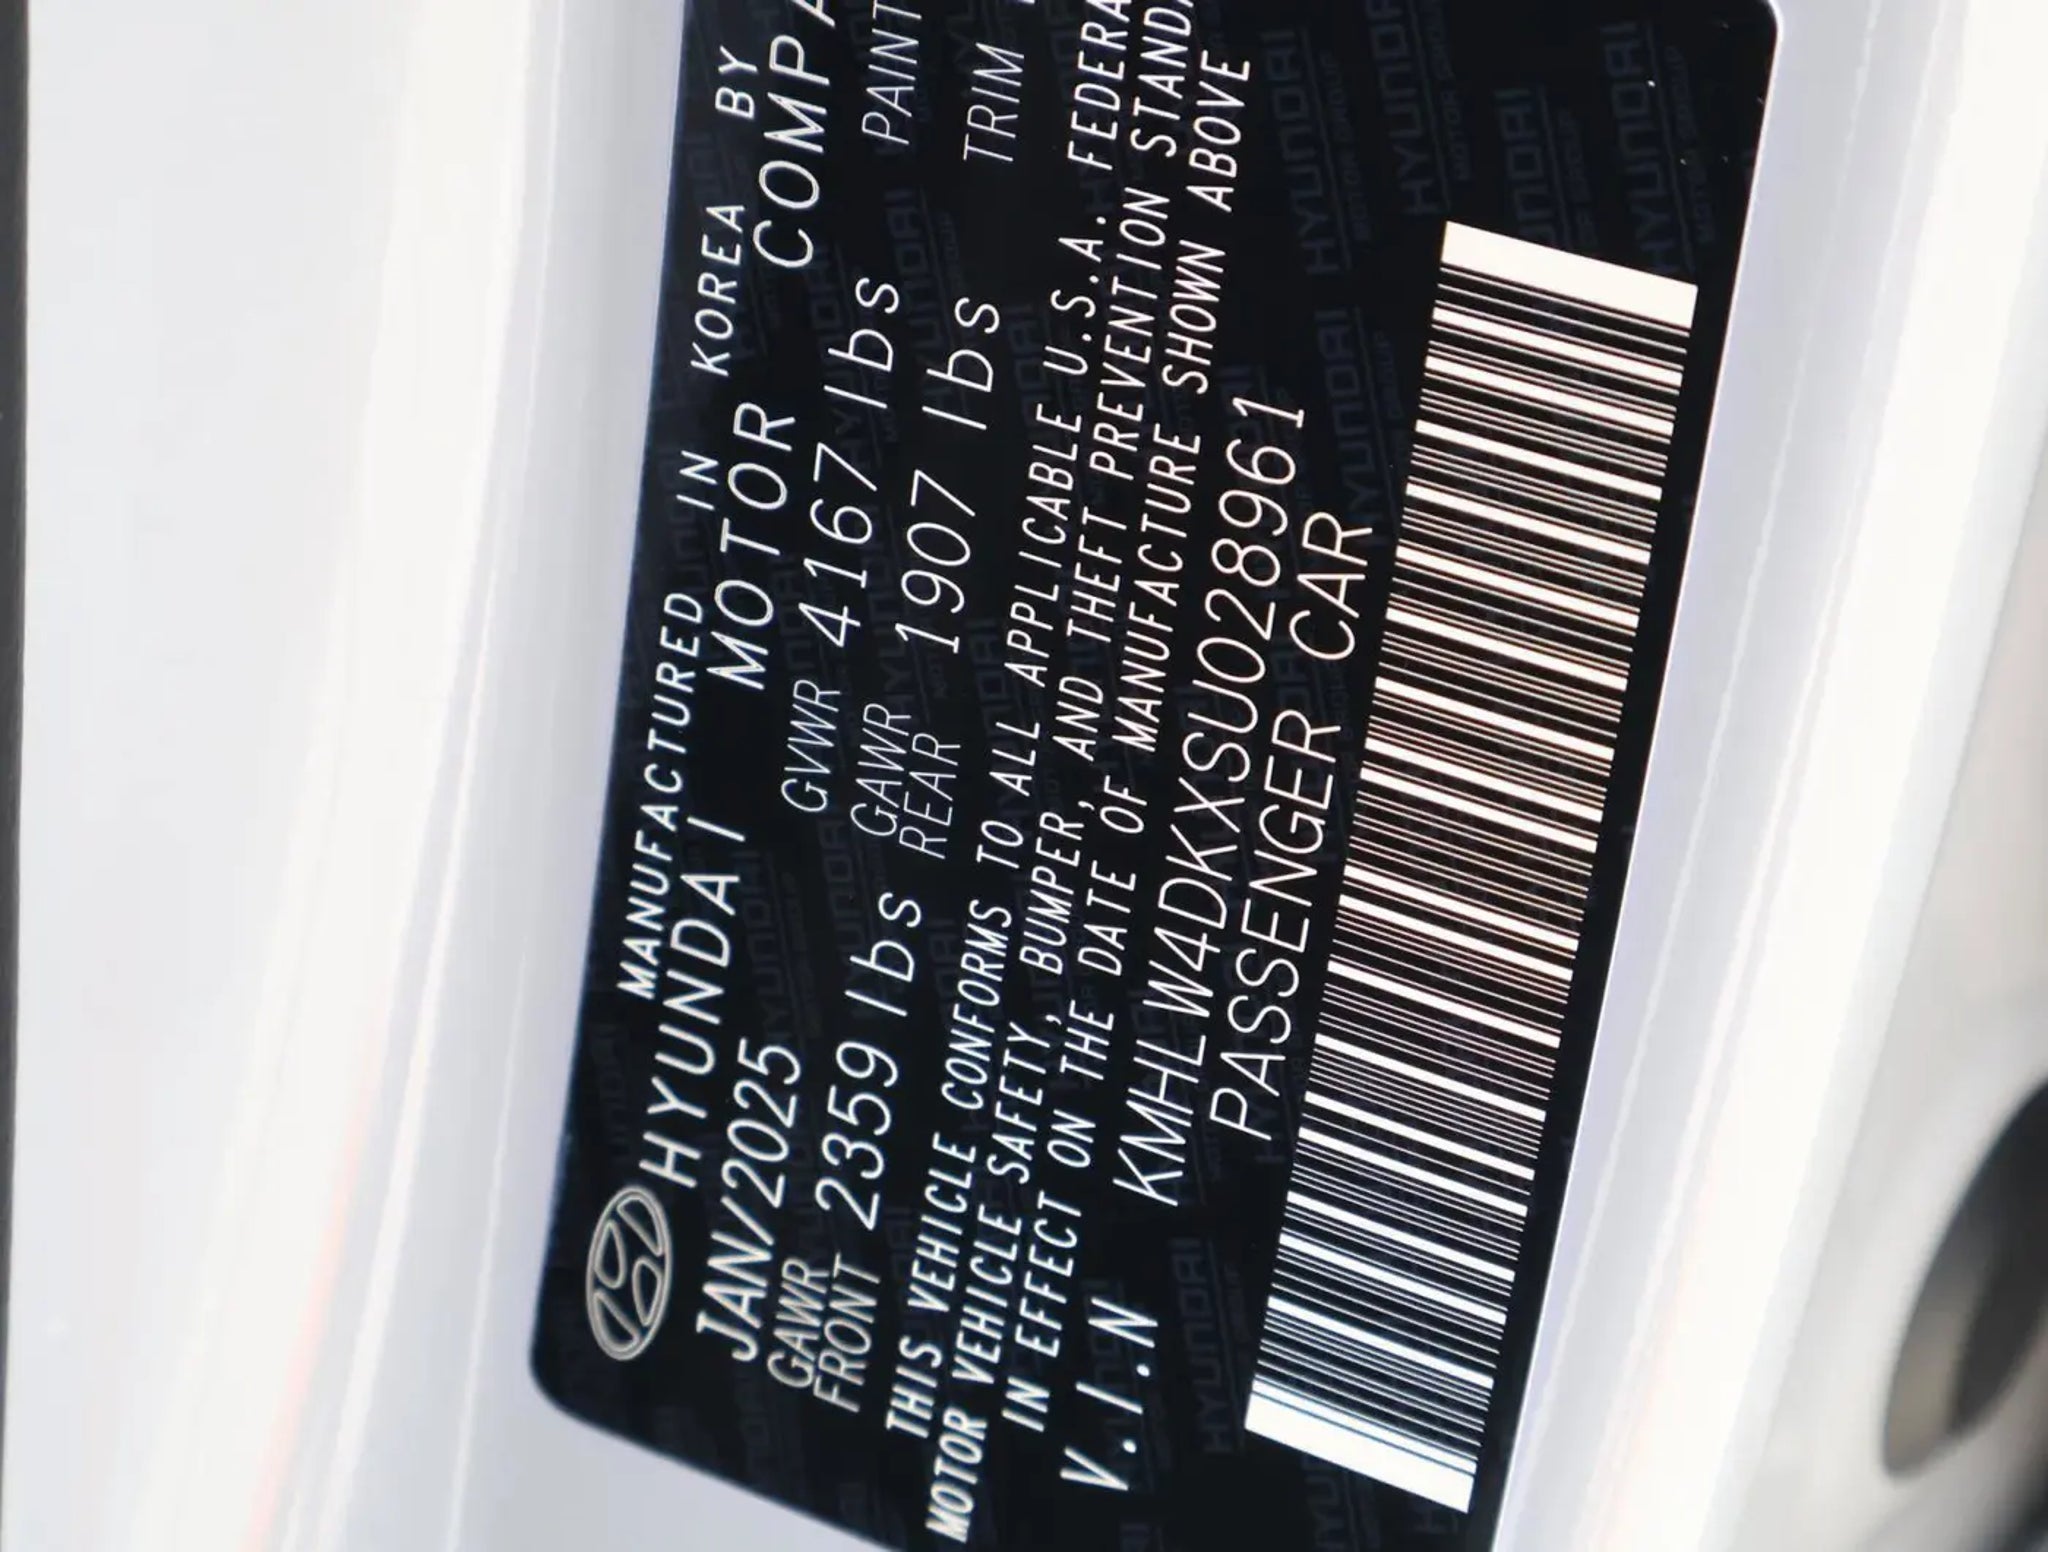 MANUFACTURED IN KOREA BY
HYUNDAI MOTOR COMPA
JAN/2025 GVWR 4167 lbs PAINT
GAWR FRONT 2359 lbs GAWR REAR 1907 lbs TRIM
THIS VEHICLE CONFORMS TO ALL APPLICABLE U.S.A. FEDERA
MOTOR VEHICLE SAFETY, BUMPER, AND THEFT PREVENTION STANDA
IN EFFECT ON THE DATE OF MANUFACTURE SHOWN ABOVE
V.I.N KMHLW4DKXSU028961
PASSENGER CAR